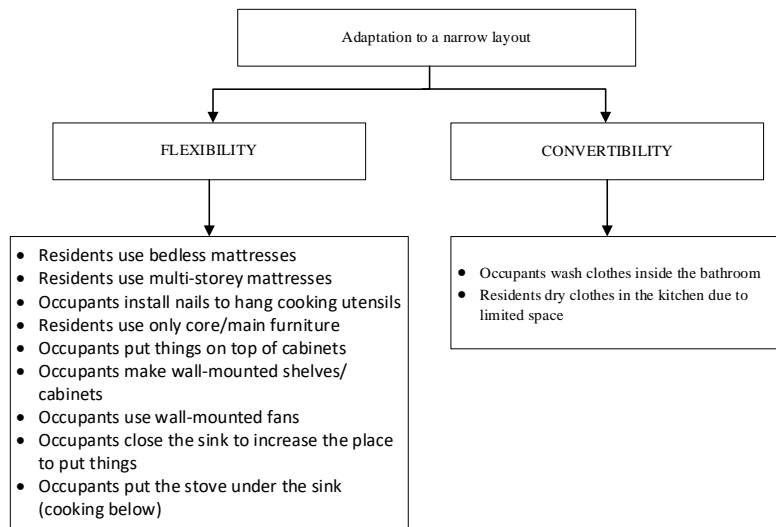 Adaptation to a narrow layout
FLEXIBILITY
CONVERTIBILITY
• Residents use bedless mattresses
• Residents use multi-storey mattresses
• Occupants install nails to hang cooking utensils
• Residents use only core/main furniture
• Occupants put things on top of cabinets
• Occupants make wall-mounted shelves/
cabinets
• Occupants use wall-mounted fans
• Occupants close the sink to increase the place
to put things
• Occupants put the stove under the sink
(cooking below)
• Occupants wash clothes inside the bathroom
• Residents dry clothes in the kitchen due to
limited space